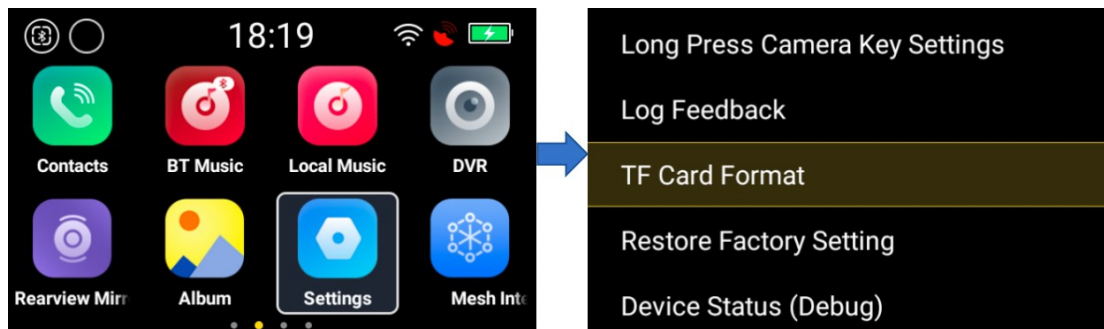 18:19
Contacts
BT Music
Local Music
DVR
Rearview Mirr
Album
Settings
Mesh Inte
Long Press Camera Key Settings
Log Feedback
TF Card Format
Restore Factory Setting
Device Status (Debug)